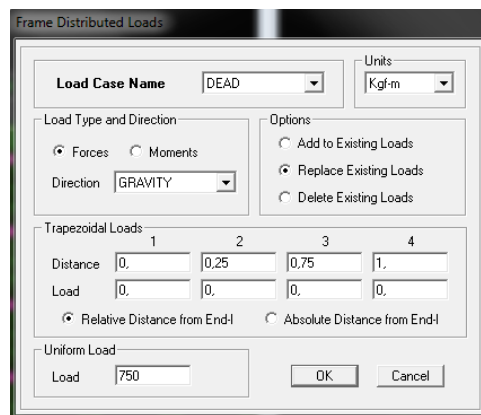 Frame Distributed Loads
Units
Load Case Name DEAD Kgf-m
Load Type and Direction Options
Forces Moments Add to Existing Loads
Replace Existing Loads
Direction GRAVITY
Delete Existing Loads
Trapezoidal Loads
1 2 3 4
Distance 0, 0,25 0,75 1,
Load 0, 0, 0, 0,
Relative Distance from End-I Absolute Distance from End-I
Uniform Load
Load 750 OK Cancel